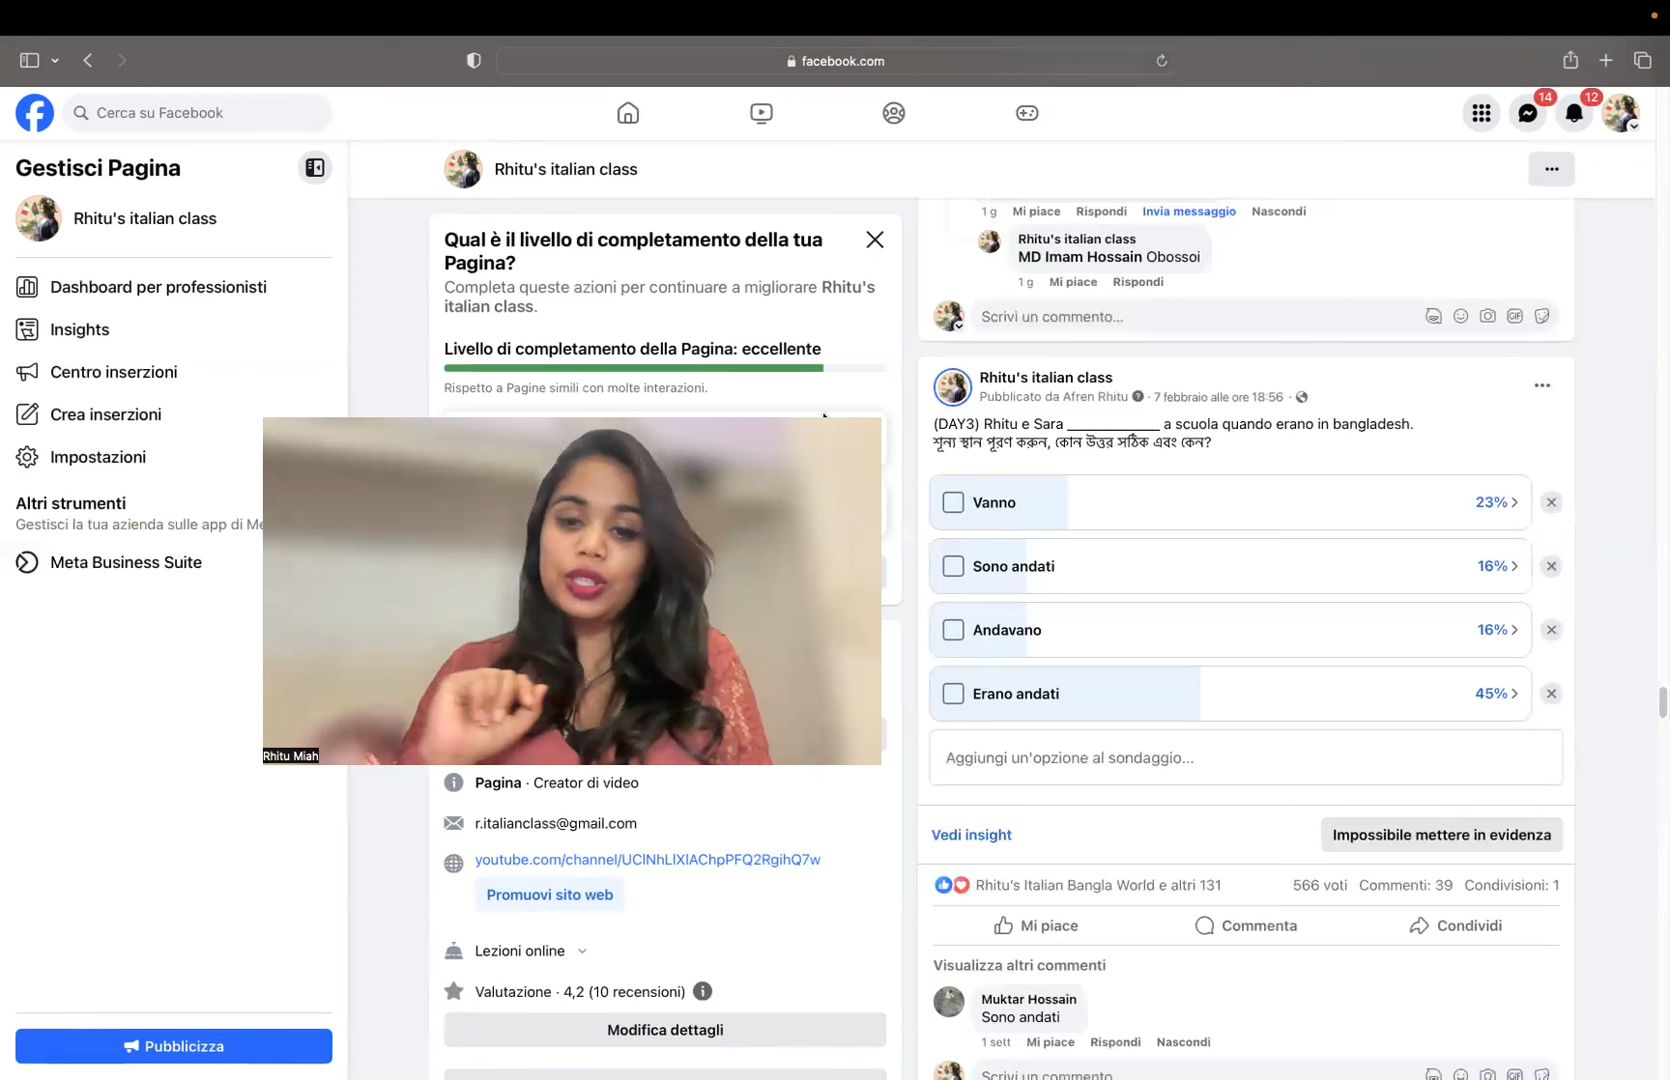 facebook.com
Cerca su Facebook
14
12
Gestisci Pagina
Rhitu's italian class
Dashboard per professionisti
Insights
Centro inserzioni
Crea inserzioni
Impostazioni
Altri strumenti
Gestisci la tua azienda sulle app di
Meta Business Suite
Pubblicizza
Rhitu's italian class
Qual è il livello di completamento della tua
Pagina?
Completa queste azioni per continuare a migliorare Rhitu's
italian class.
Livello di completamento della Pagina: eccellente
Rispetto a Pagine simili con molte interazioni.
Rhitu Miah
Pagina · Creator di video
r.italianclass@gmail.com
youtube.com/channel/UClNhLIXIAChpPFQ2RgihQ7w
Promuovi sito web
Lezioni online
Valutazione · 4,2 (10 recensioni)
Modifica dettagli
1 g Mi piace Rispondi Invia messaggio Nascondi
Rhitu's italian class
MD Imam Hossain Obossoi
1 g Mi piace Rispondi
Scrivi un commento...
GIF
Rhitu's italian class
Pubblicato da Afren Rhitu · 7 febbraio alle ore 18:56 ·
(DAY3) Rhitu e Sara ____________ a scuola quando erano in bangladesh.
শূন্য স্থান পূরণ করুন, কোন উত্তর সঠিক এবং কেন?
Vanno 23%
Sono andati 16%
Andavano 16%
Erano andati 45%
Aggiungi un'opzione al sondaggio...
Vedi insight
Impossibile mettere in evidenza
Rhitu's Italian Bangla World e altri 131 566 voti Commenti: 39 Condivisioni: 1
Mi piace Commenta Condividi
Visualizza altri commenti
Muktar Hossain
Sono andati
1 sett Mi piace Rispondi Nascondi
Scrivi un commento
GIF